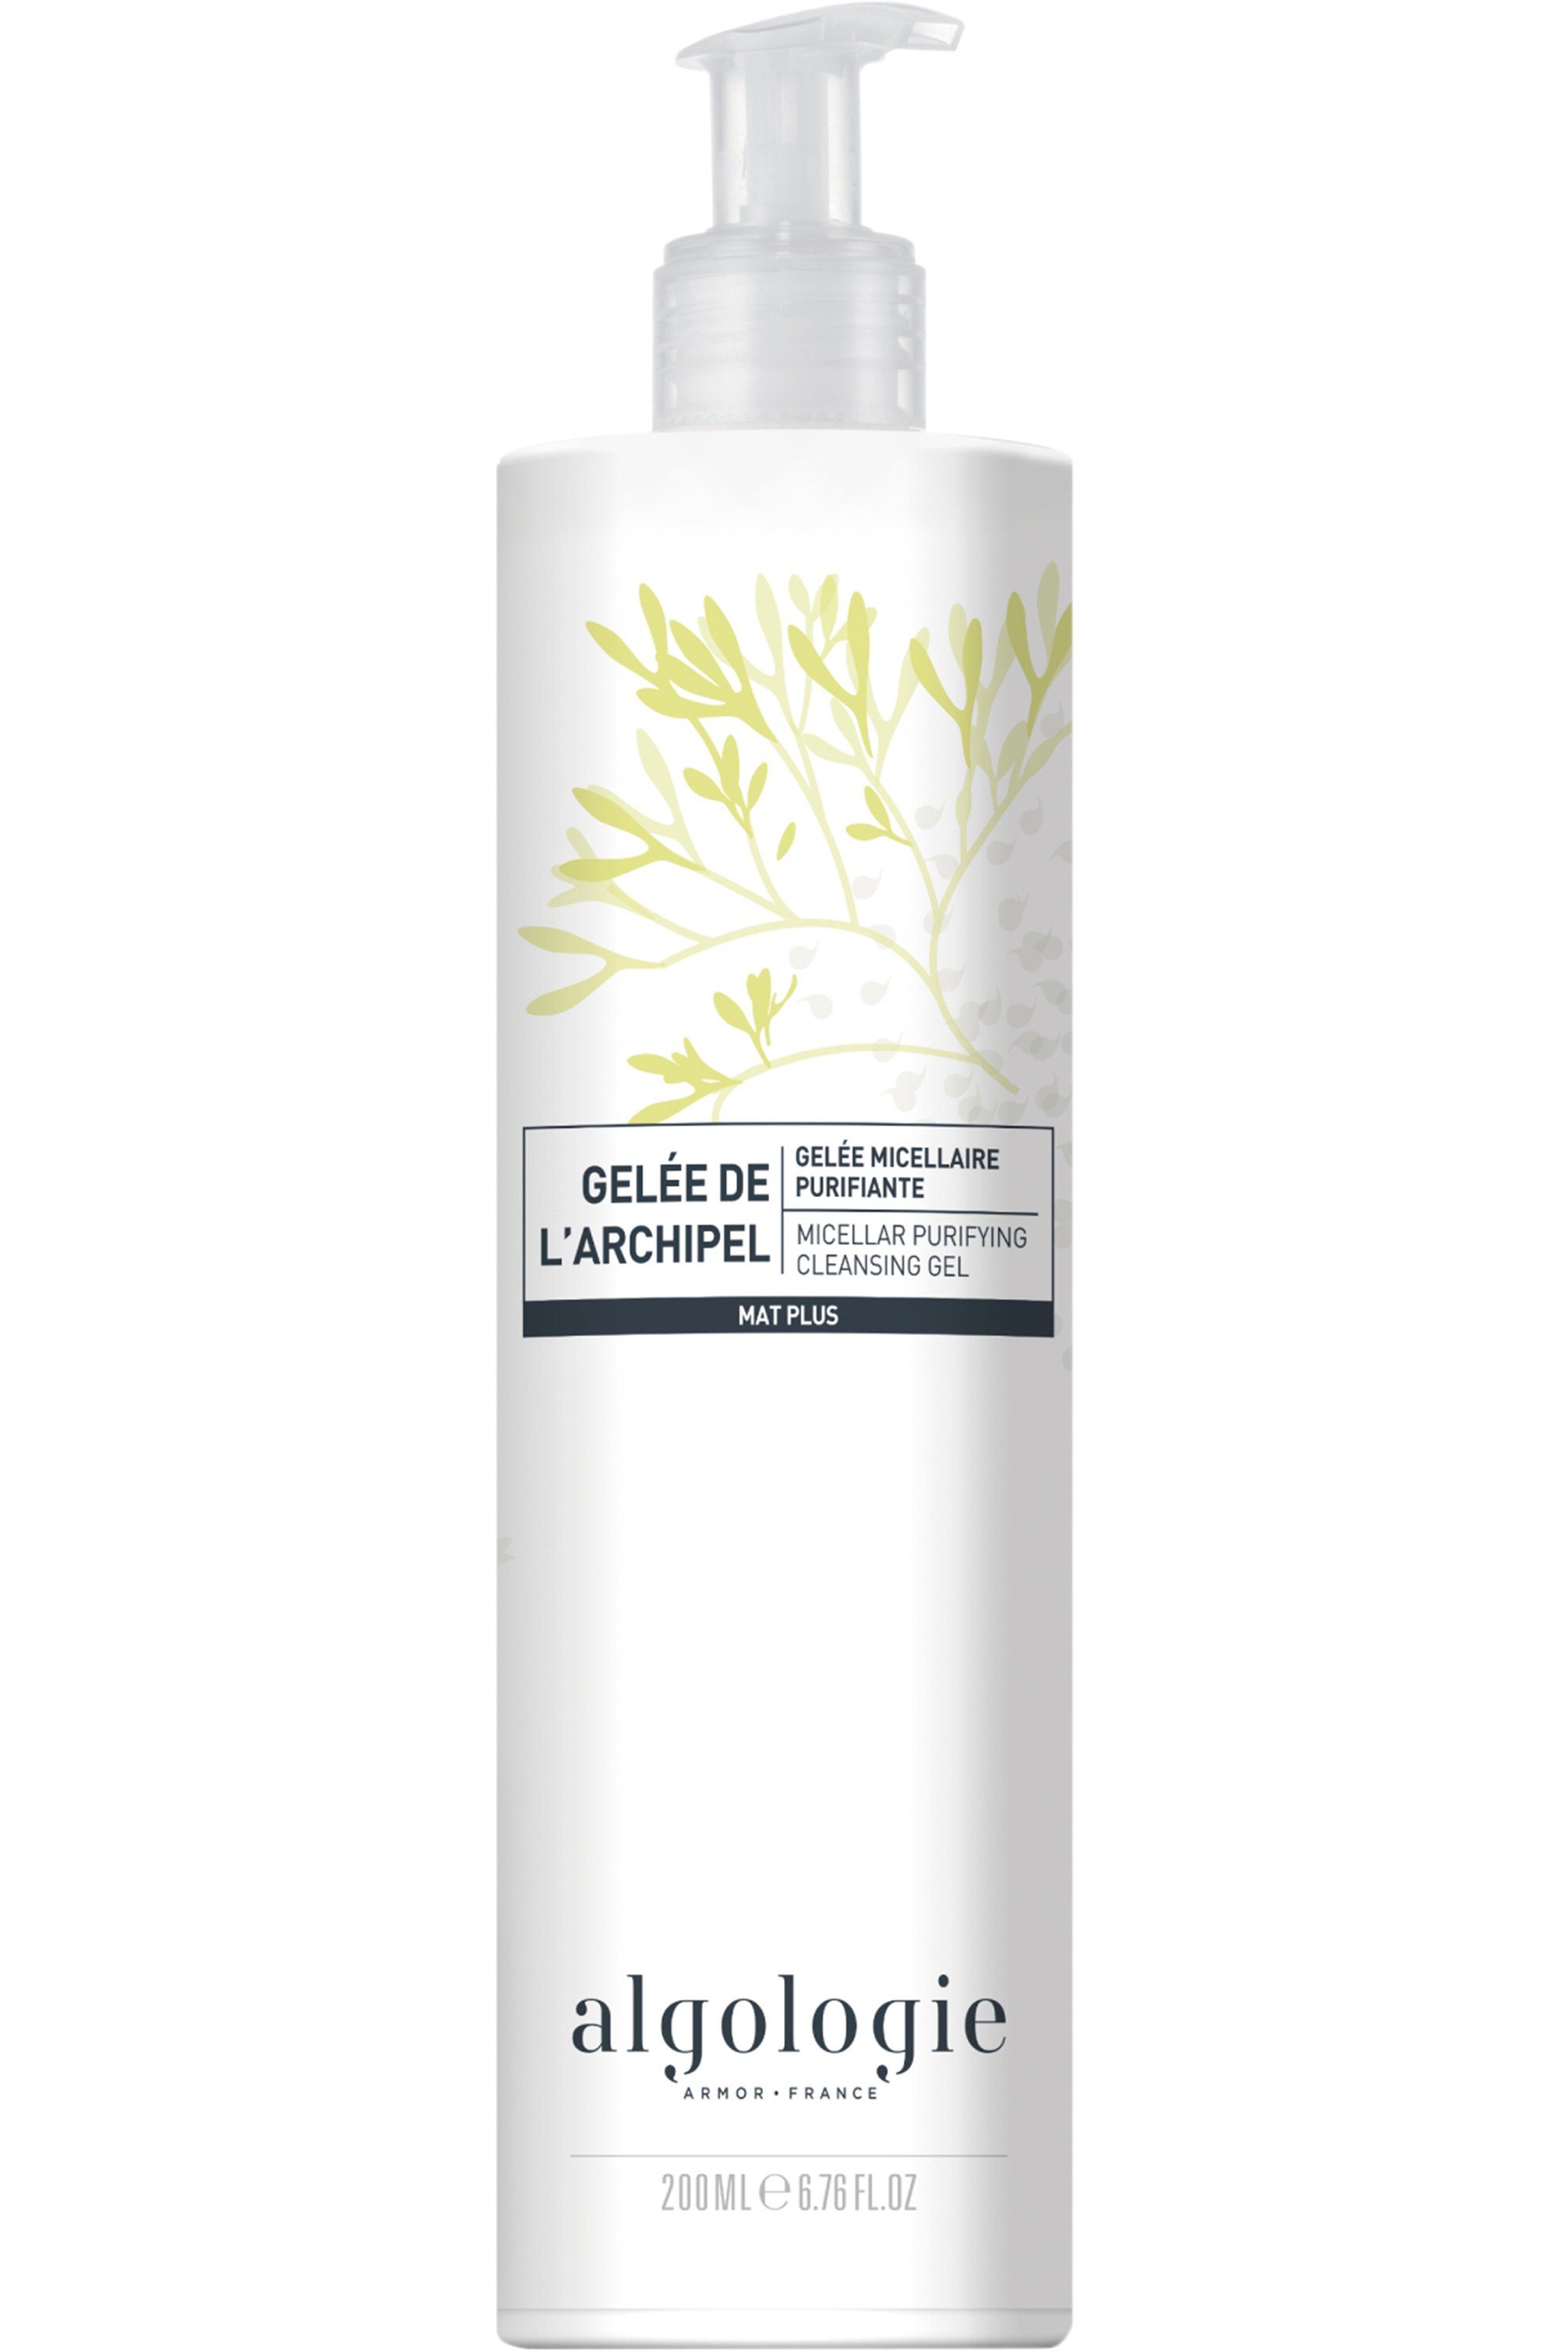 GELÉE DE
L'ARCHIPEL
GELÉE MICELLAIRE
PURIFIANTE
MICELLAR PURIFYING
CLEANSING GEL
MAT PLUS
algologie
ARMOR • FRANCE
200ML ℮ 6.76 FL.OZ